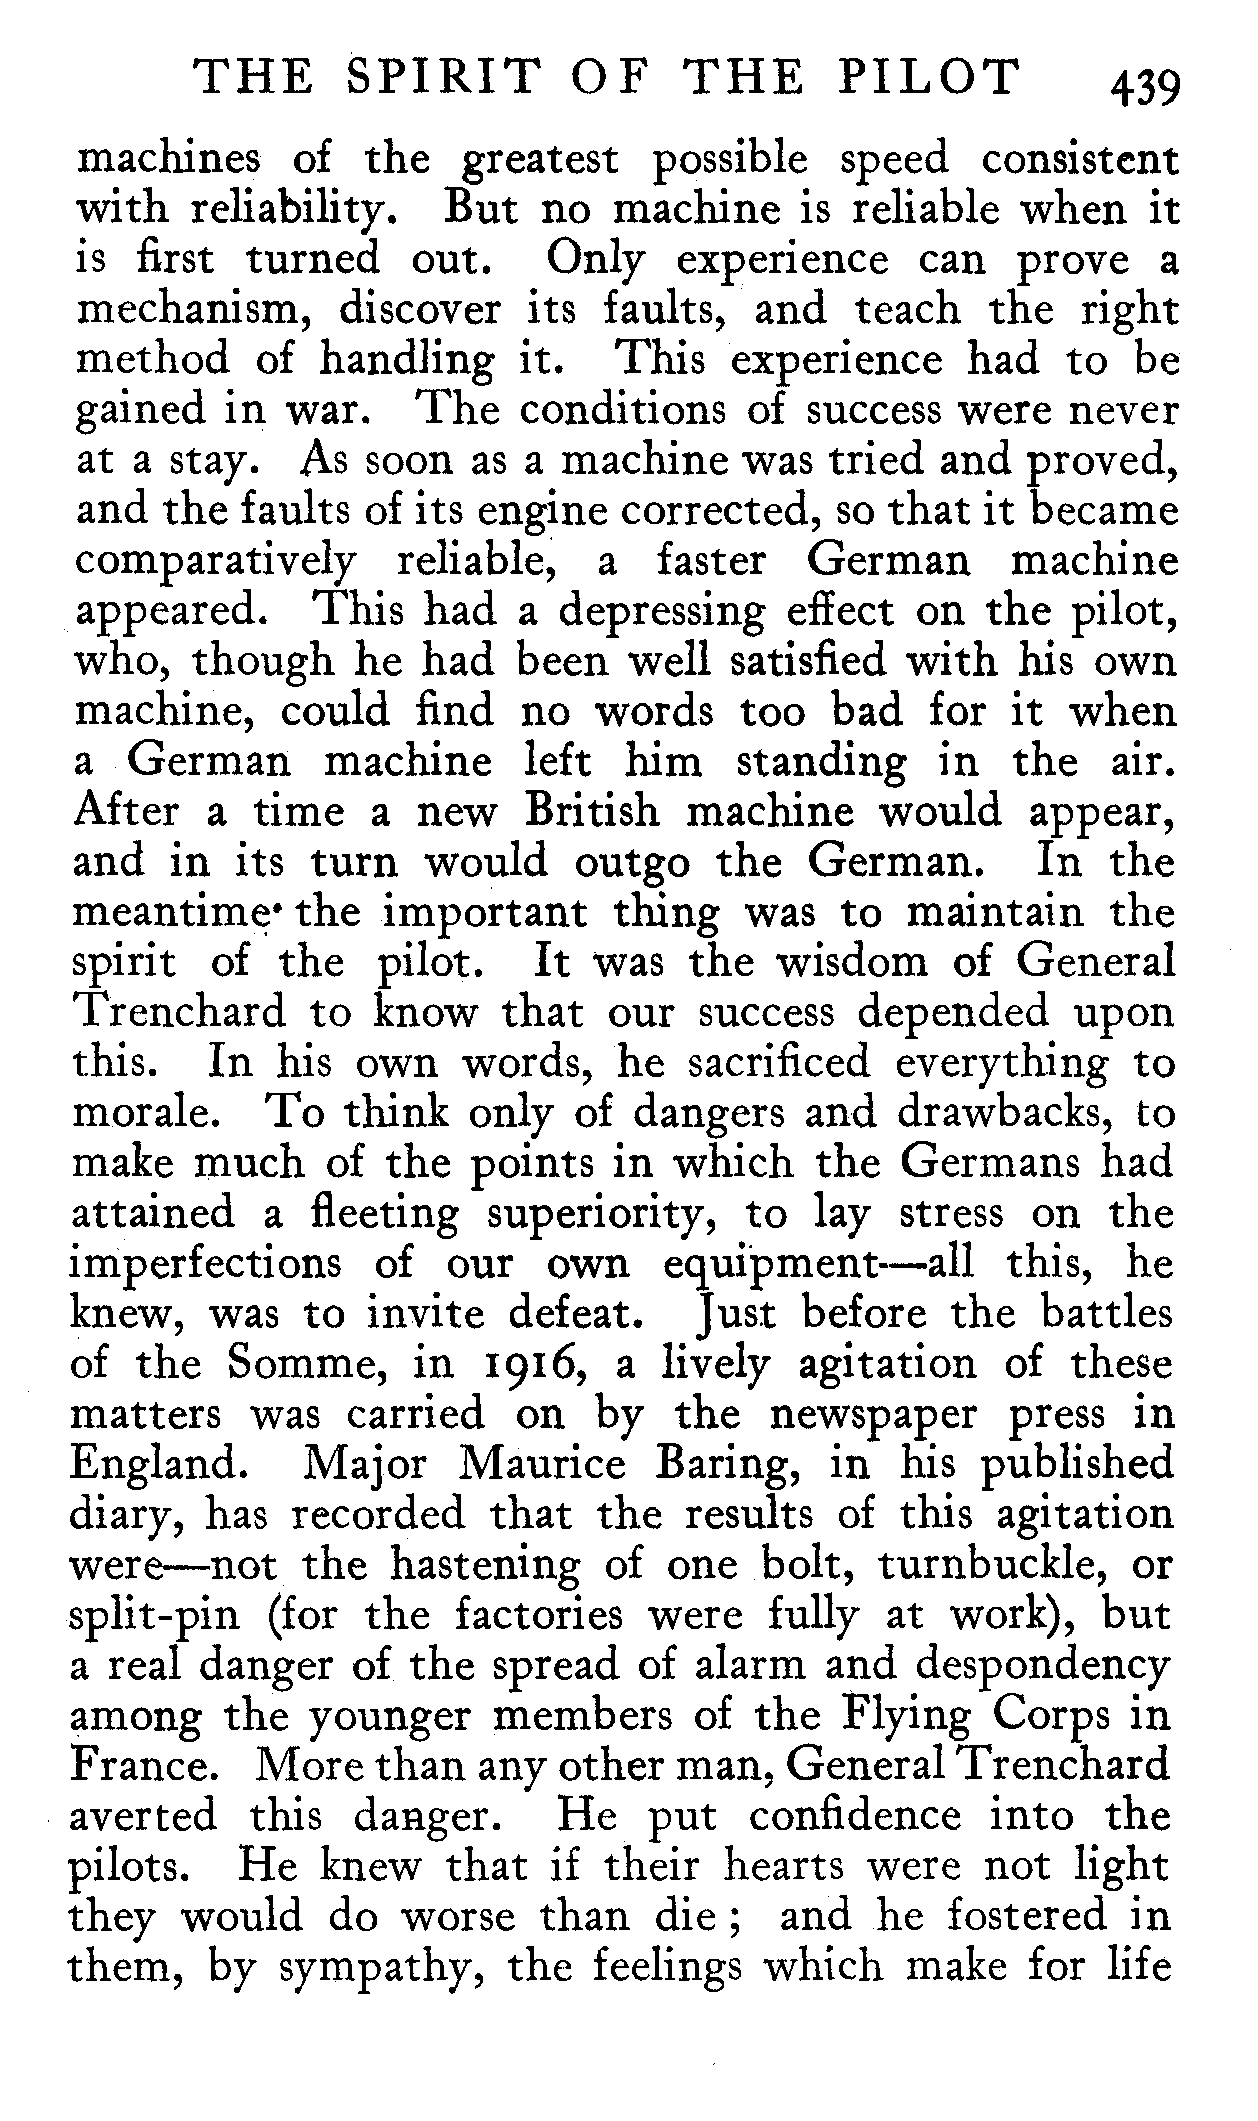 THE SPIRIT OF THE PILOT 439
machines of the greatest possible speed consistent
with reliability. But no machine is reliable when it
is first turned out. Only experience can prove a
mechanism, discover its faults, and teach the right
method of handling it. This experience had to be
gained in war. The conditions of success were never
at a stay. As soon as a machine was tried and proved,
and the faults of its engine corrected, so that it became
comparatively reliable, a faster German machine
appeared. This had a depressing effect on the pilot,
who, though he had been well satisfied with his own
machine, could find no words too bad for it when
a German machine left him standing in the air.
After a time a new British machine would appear,
and in its turn would outgo the German. In the
meantime the important thing was to maintain the
spirit of the pilot. It was the wisdom of General
Trenchard to know that our success depended upon
this. In his own words, he sacrificed everything to
morale. To think only of dangers and drawbacks, to
make much of the points in which the Germans had
attained a fleeting superiority, to lay stress on the
imperfections of our own equipment—all this, he
knew, was to invite defeat. Just before the battles
of the Somme, in 1916, a lively agitation of these
matters was carried on by the newspaper press in
England. Major Maurice Baring, in his published
diary, has recorded that the results of this agitation
were—not the hastening of one bolt, turnbuckle, or
split-pin (for the factories were fully at work), but
a real danger of the spread of alarm and despondency
among the younger members of the Flying Corps in
France. More than any other man, General Trenchard
averted this danger. He put confidence into the
pilots. He knew that if their hearts were not light
they would do worse than die ; and he fostered in
them, by sympathy, the feelings which make for life